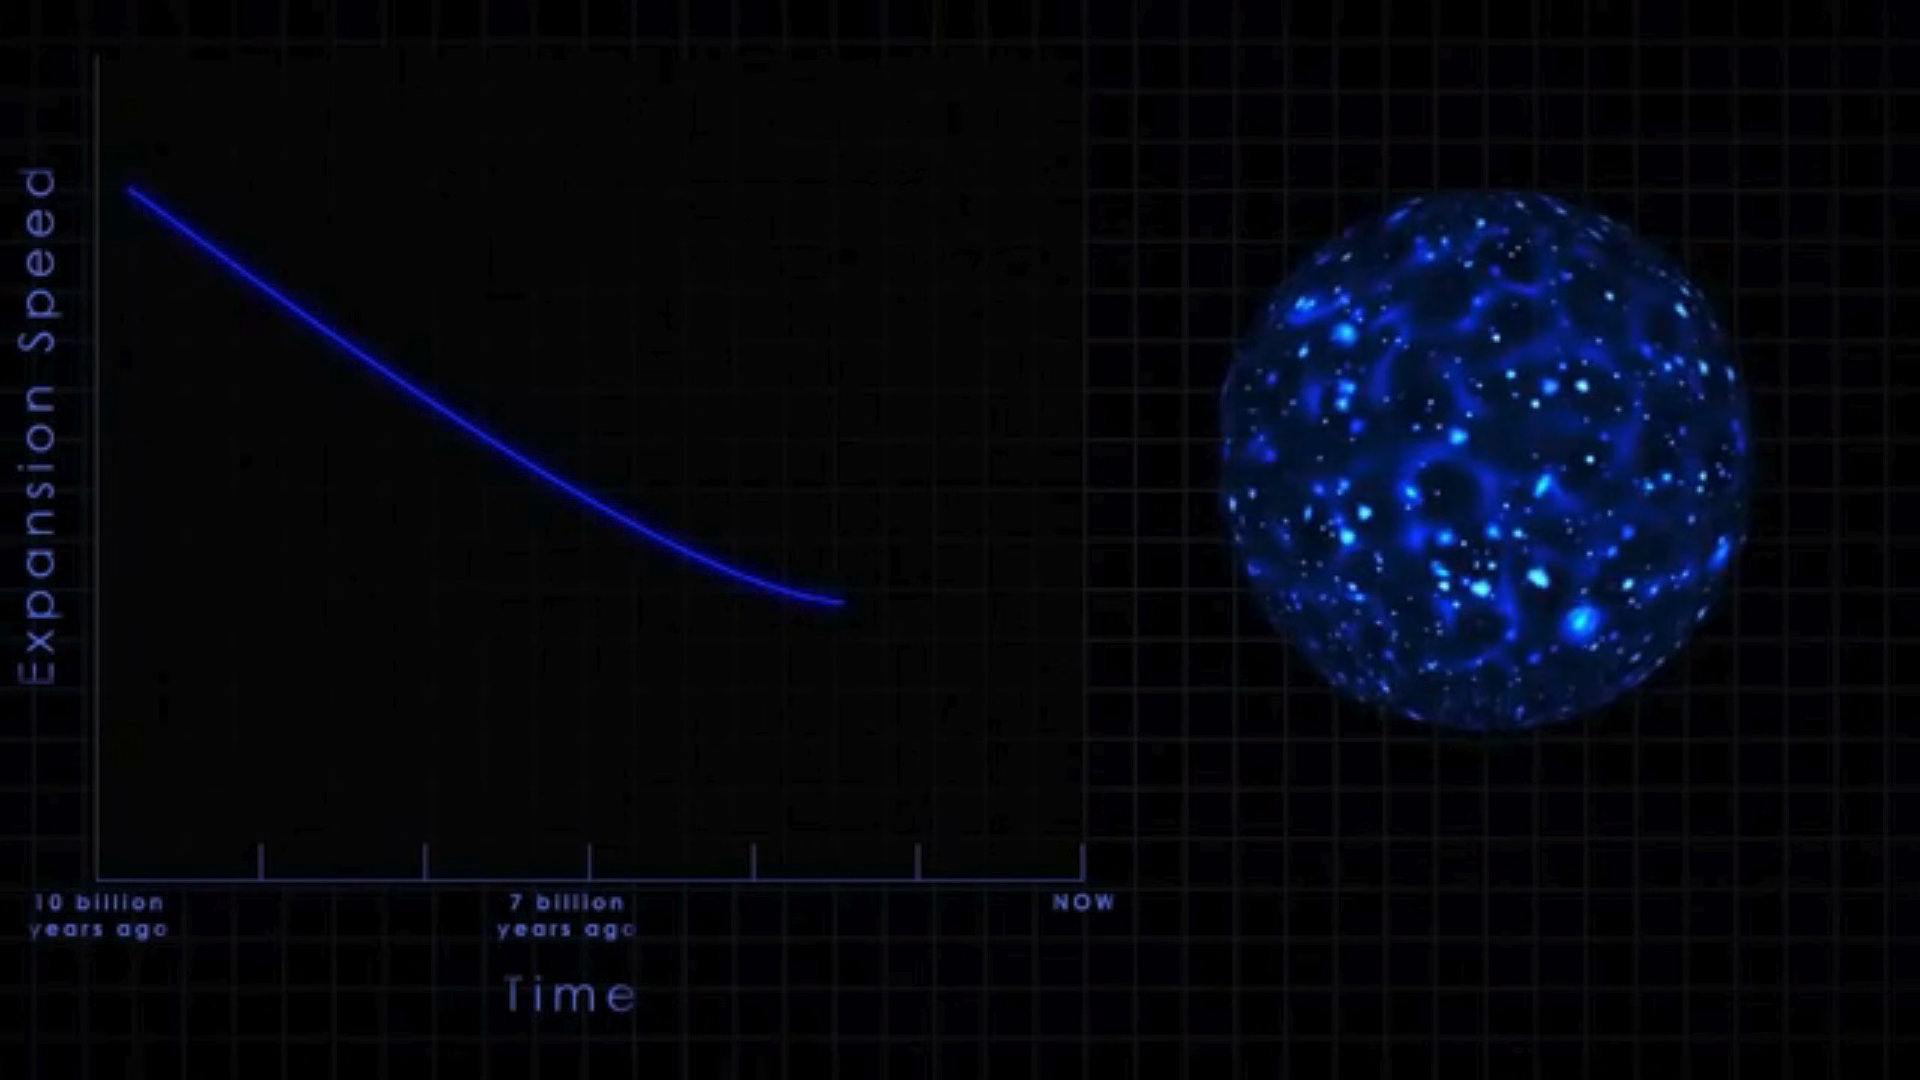 Expansion Speed
10 billion
years ago
7 billion
years ago
NOW
Time